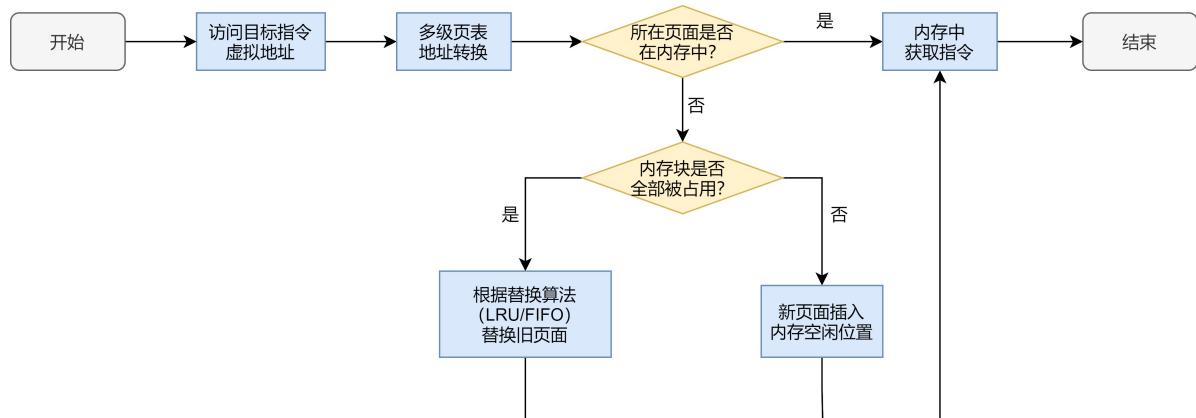 开始
访问目标指令
虚拟地址
多级页表
地址转换
所在页面是否
在内存中?
是
内存中
获取指令
结束
否
内存块是否
全部被占用?
是
否
根据替换算法
(LRU/FIFO)
替换旧页面
新页面插入
内存空闲位置